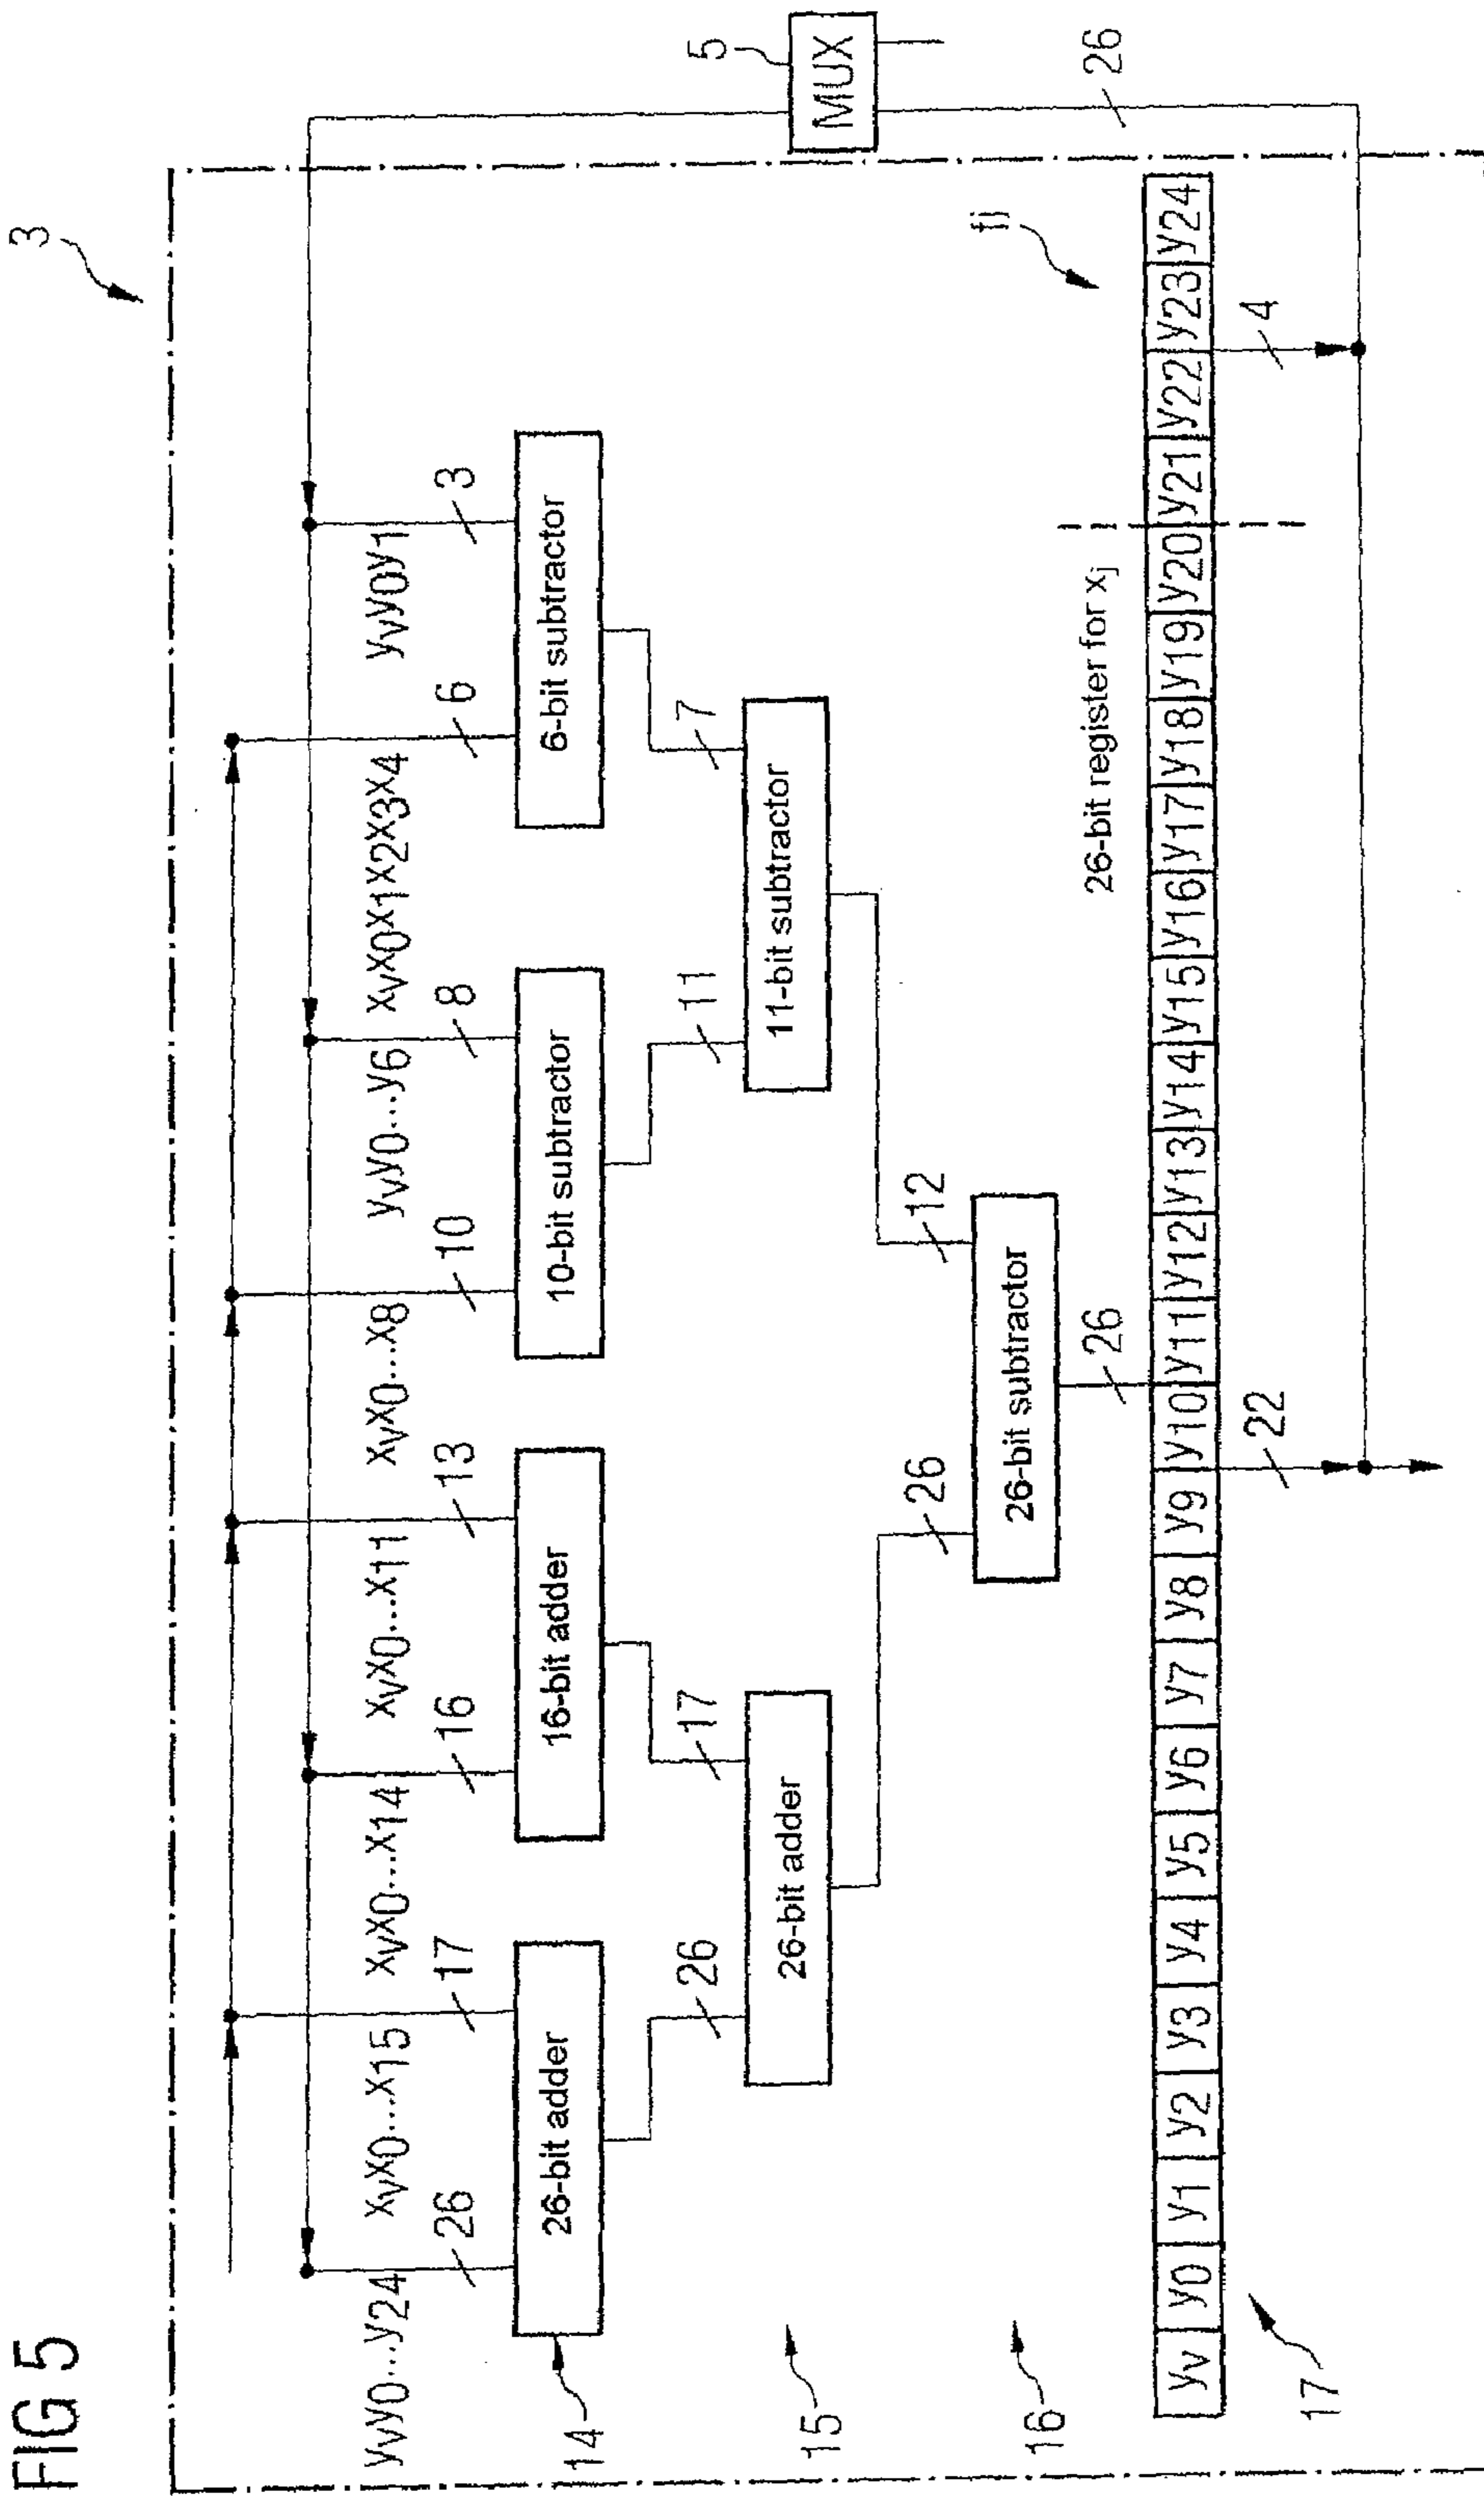 FIG 5
3
5
MUX
26
yvy0...y24
xvx0...x15
xvx0...x14
xvx0...x11
xvx0...x8
yvy0...y6
xvx0x1x2x3x4
yvy0y1
26
17
16
13
10
8
6
3
14
26-bit adder
16-bit adder
10-bit subtractor
6-bit subtractor
26
17
11
7
15
26-bit adder
11-bit subtractor
26
12
16
26-bit subtractor
26
26-bit register for xj
fj
yv y0 y1 y2 y3 y4 y5 y6 y7 y8 y9 y10 y11 y12 y13 y14 y15 y16 y17 y18 y19 y20 y21 y22 y23 y24
17
22
4